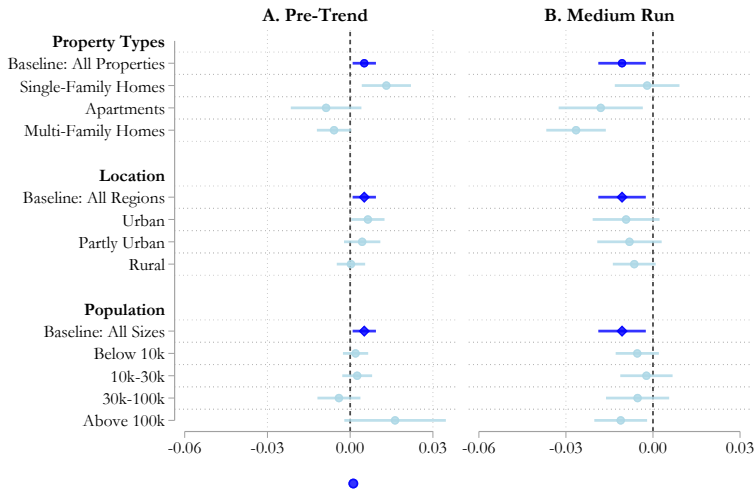 A. Pre-Trend
B. Medium Run
Property Types
Baseline: All Properties
Single-Family Homes
Apartments
Multi-Family Homes
Location
Baseline: All Regions
Urban
Partly Urban
Rural
Population
Baseline: All Sizes
Below 10k
10k-30k
30k-100k
Above 100k
-0.06 -0.03 0.00 0.03 -0.06 -0.03 0.00 0.03